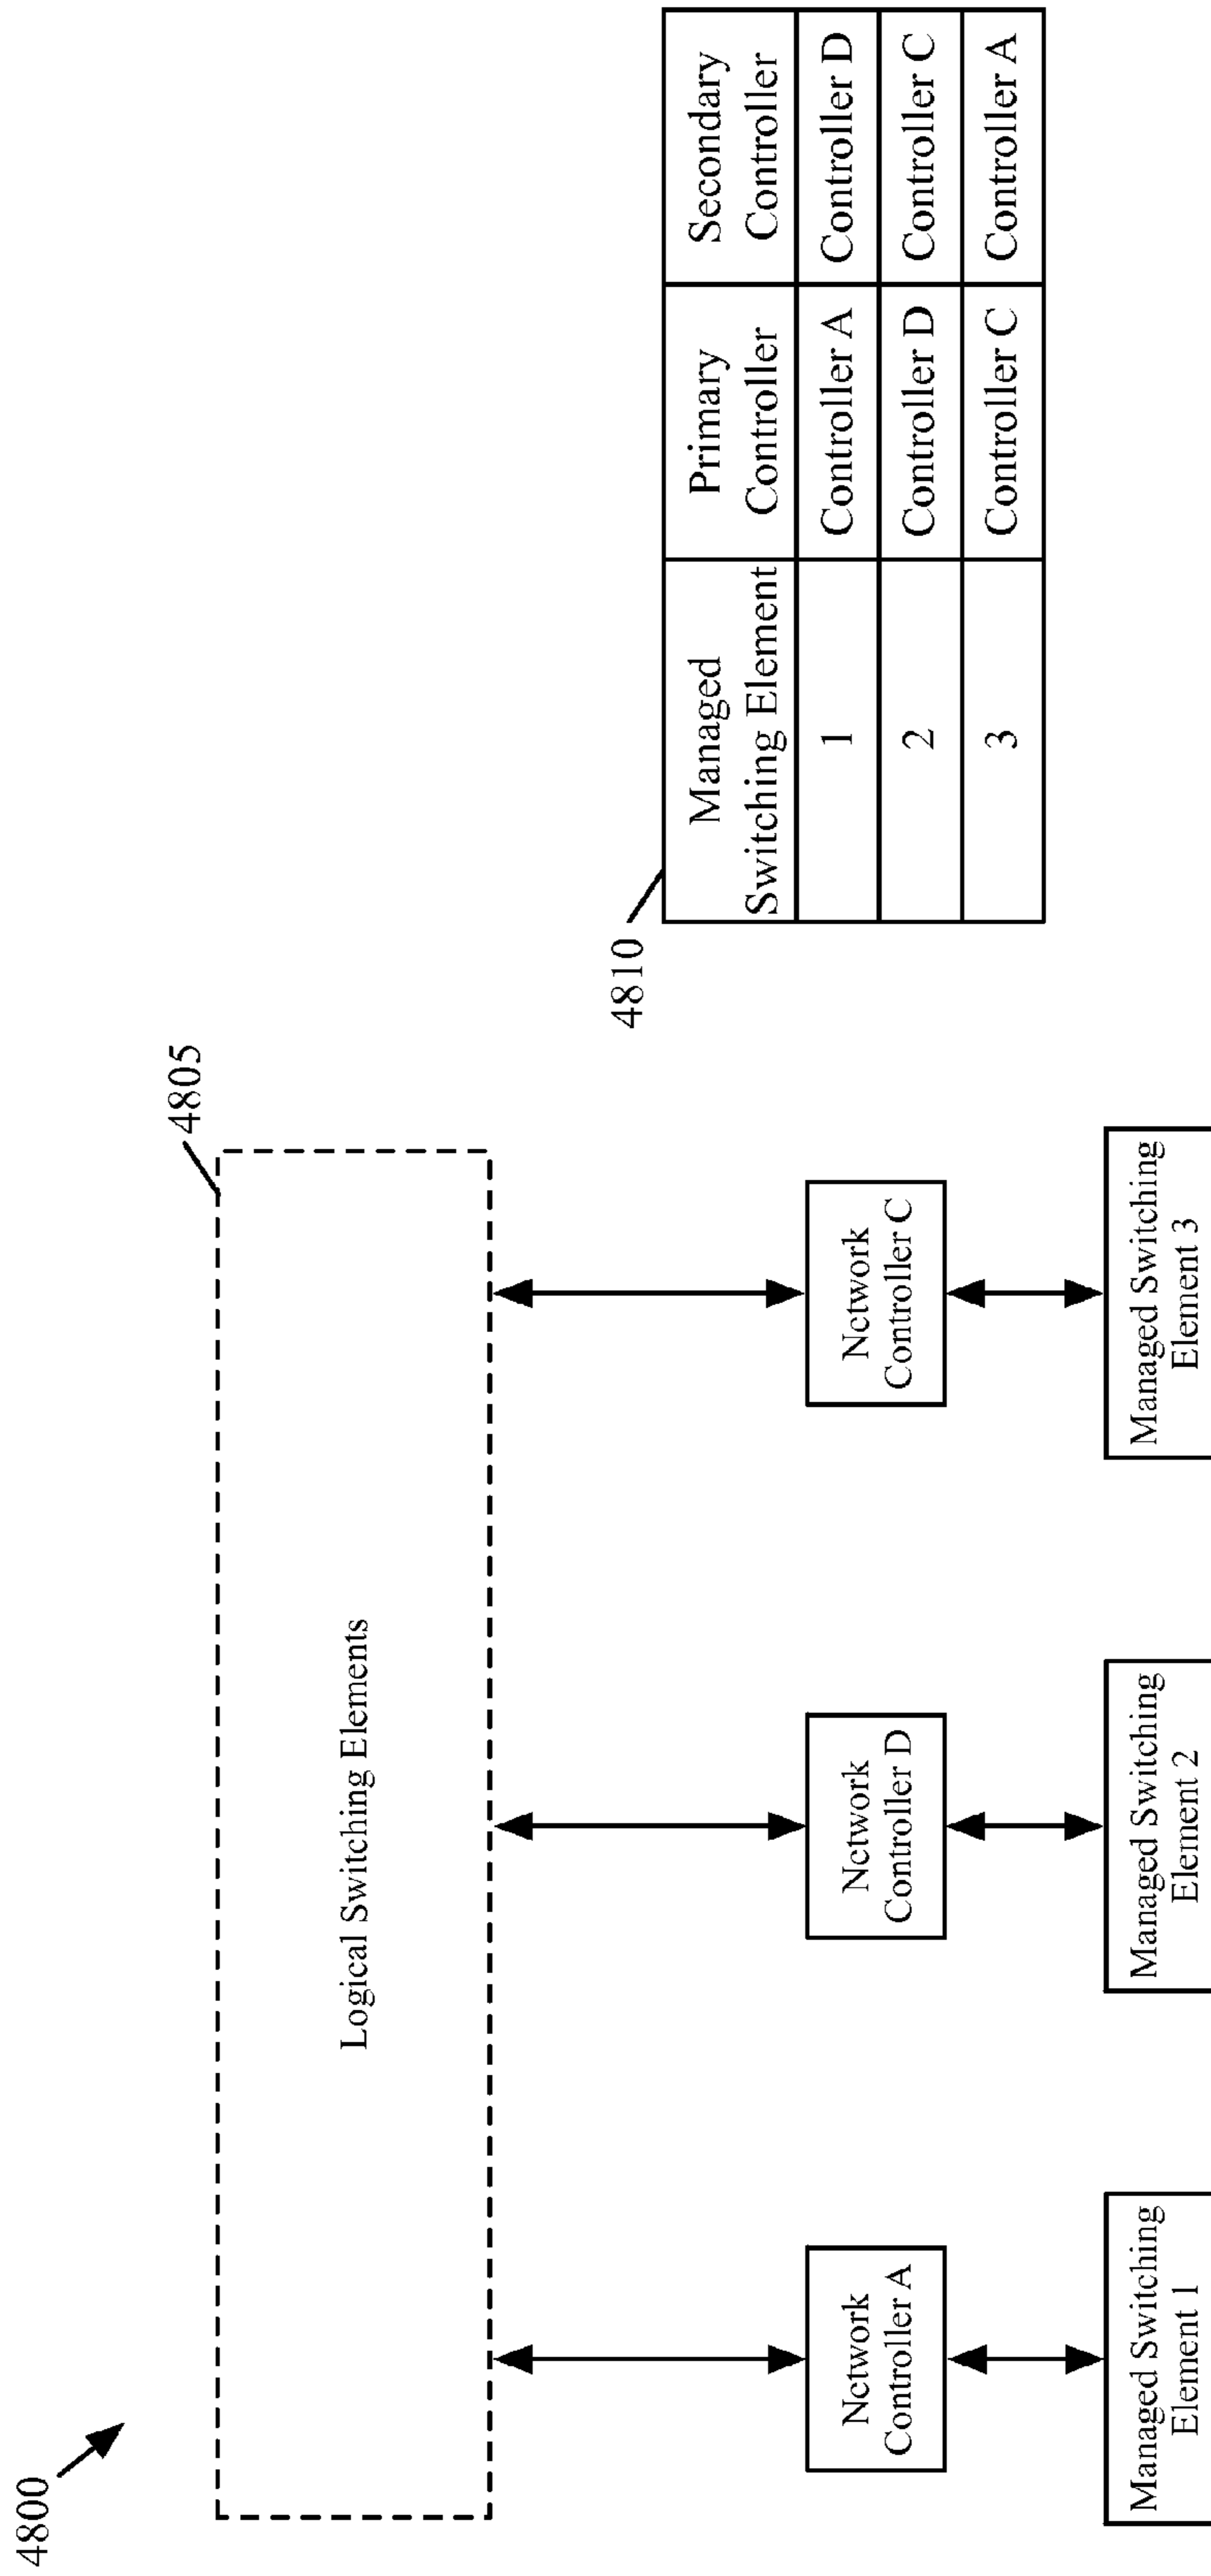 4800
4805
Logical Switching Elements
Network
Controller A
Network
Controller D
Network
Controller C
Managed Switching
Element 1
Managed Switching
Element 2
Managed Switching
Element 3
4810
Managed
Switching Element
Primary
Controller
Secondary
Controller
1
Controller A
Controller D
2
Controller D
Controller C
3
Controller C
Controller A